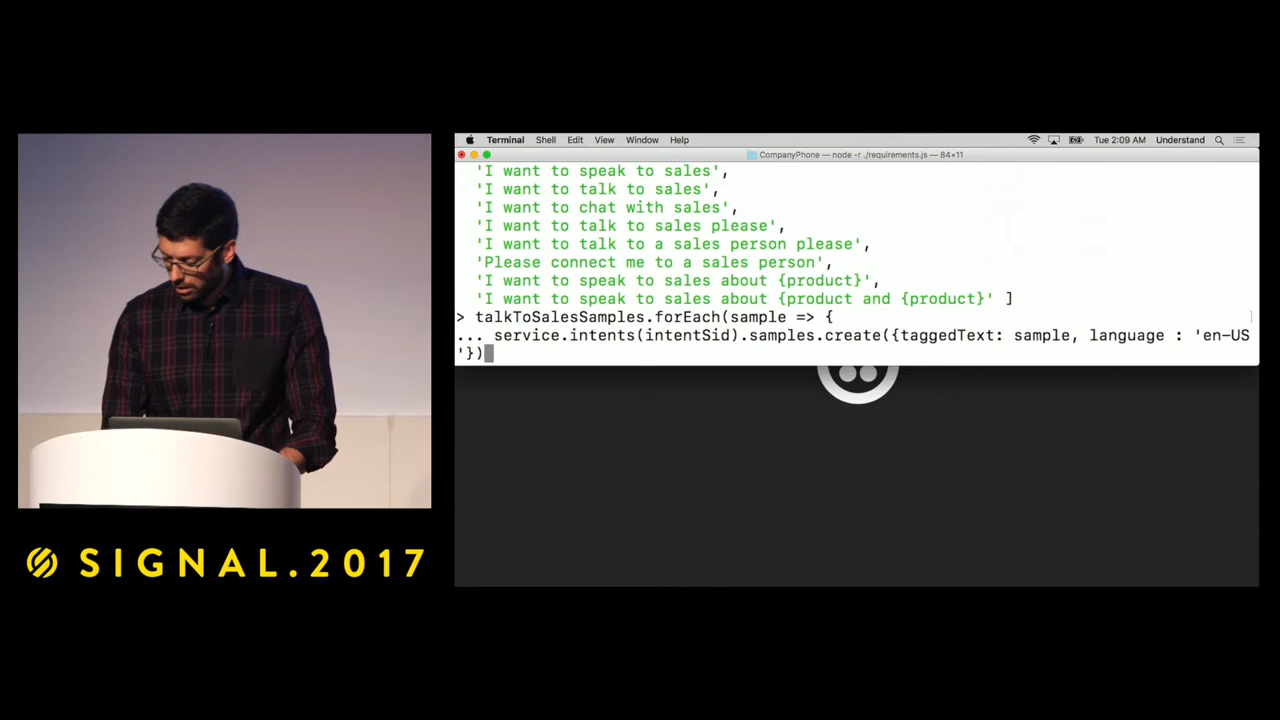 Terminal Shell Edit View Window Help Tue 2:09 AM Understand
CompanyPhone — node -r ./requirements.js — 84×11
'I want to speak to sales',
'I want to talk to sales',
'I want to chat with sales',
'I want to talk to sales please',
'I want to talk to a sales person please',
'Please connect me to a sales person',
'I want to speak to sales about {product}',
'I want to speak to sales about {product and {product}' ]
> talkToSalesSamples.forEach(sample => {
... service.intents(intentSid).samples.create({taggedText: sample, language : 'en-US
'})
SIGNAL.2017